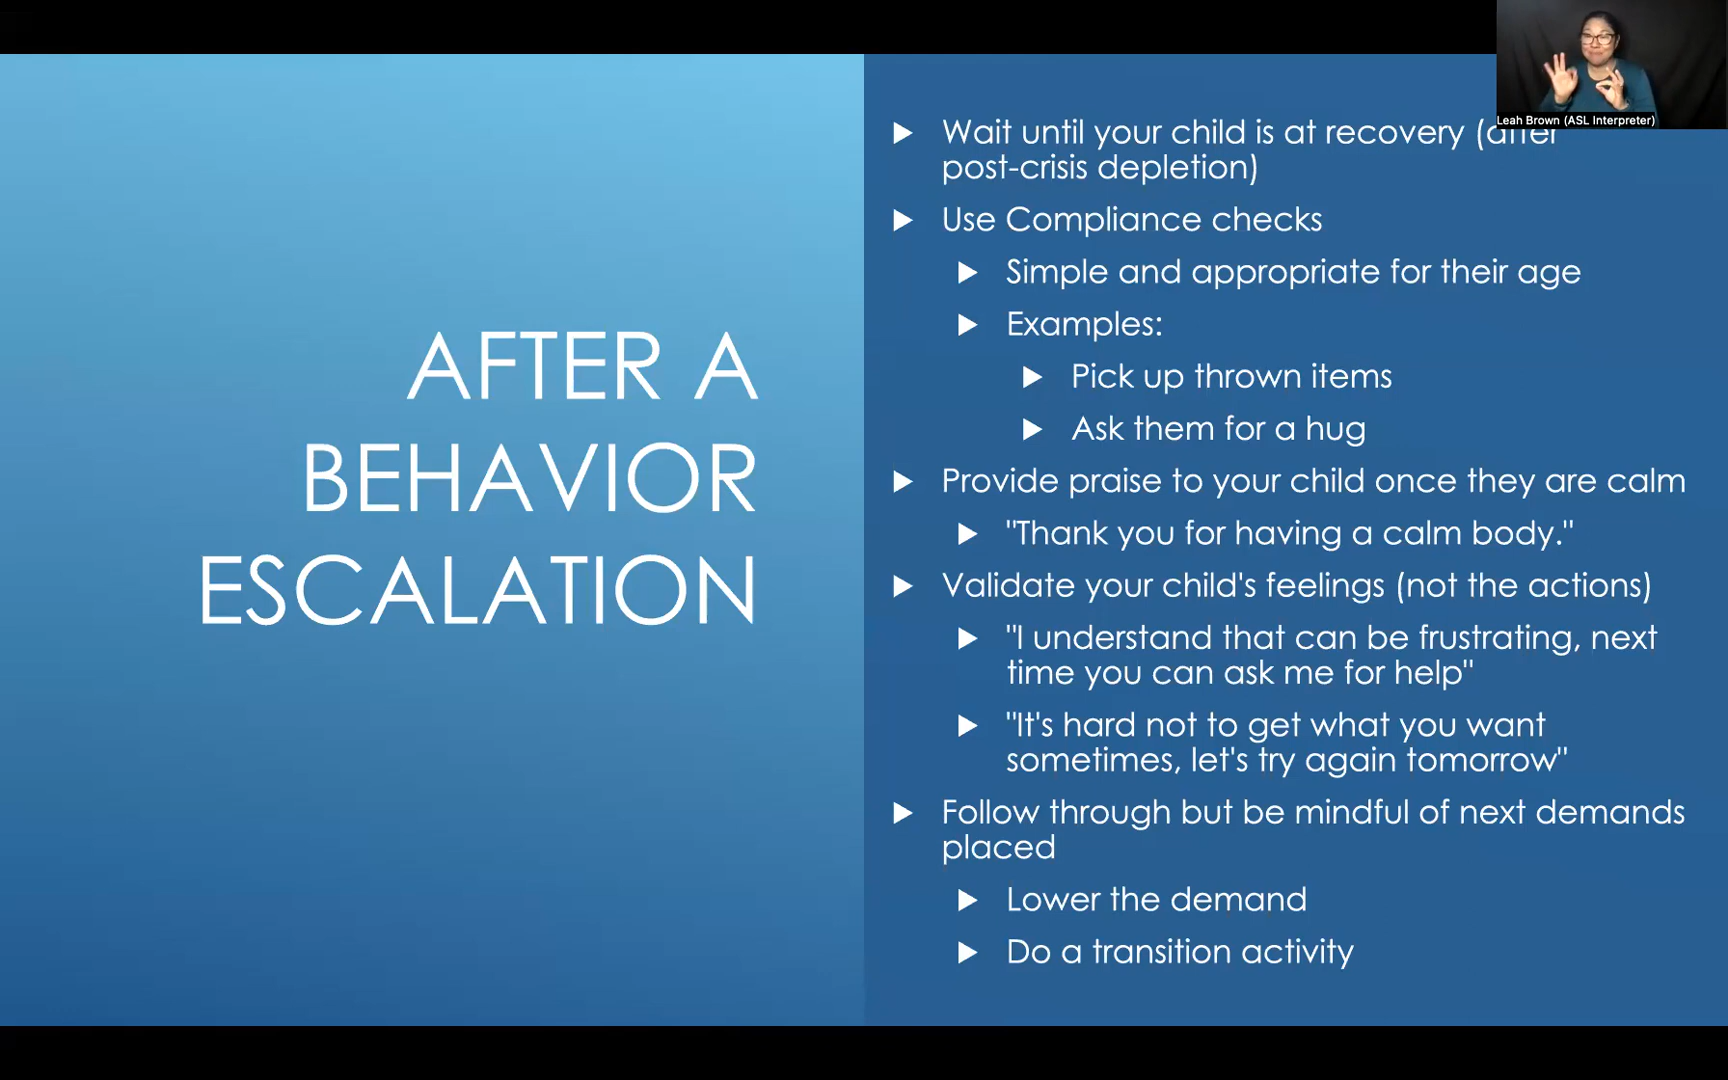 Leah Brown (ASL Interpreter)
AFTER A
BEHAVIOR
ESCALATION
Wait until your child is at recovery (after
post-crisis depletion)
Use Compliance checks
Simple and appropriate for their age
Examples:
Pick up thrown items
Ask them for a hug
Provide praise to your child once they are calm
"Thank you for having a calm body."
Validate your child's feelings (not the actions)
"I understand that can be frustrating, next
time you can ask me for help"
"It's hard not to get what you want
sometimes, let's try again tomorrow"
Follow through but be mindful of next demands
placed
Lower the demand
Do a transition activity